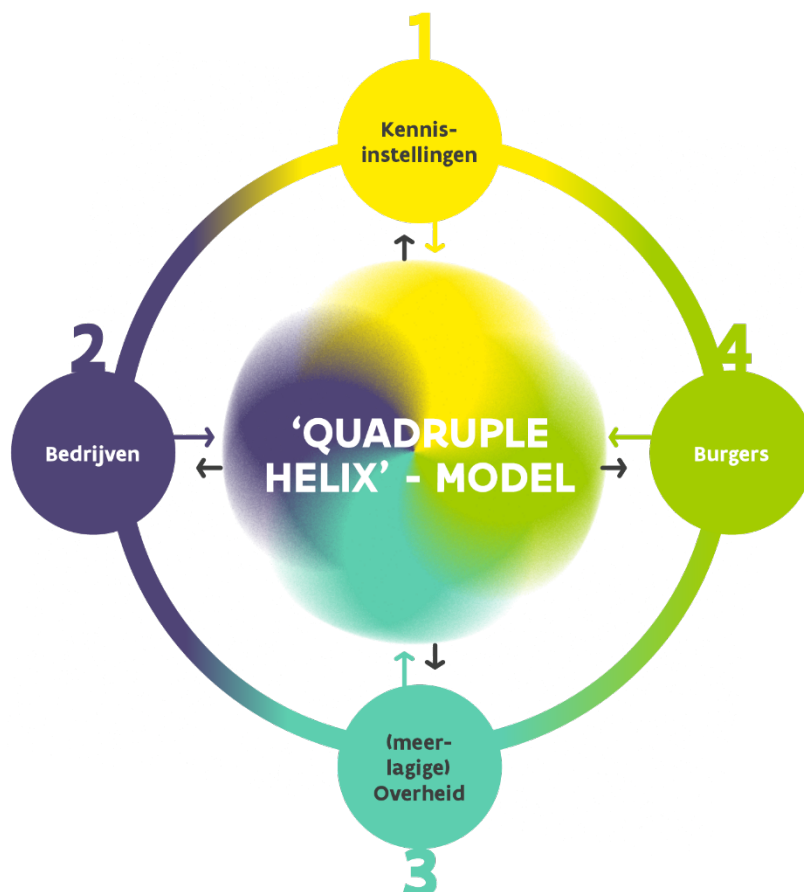 1
Kennis-
instellingen
2
Bedrijven
4
Burgers
‘QUADRUPLE
HELIX’ - MODEL
(meer-
lagige)
Overheid
3